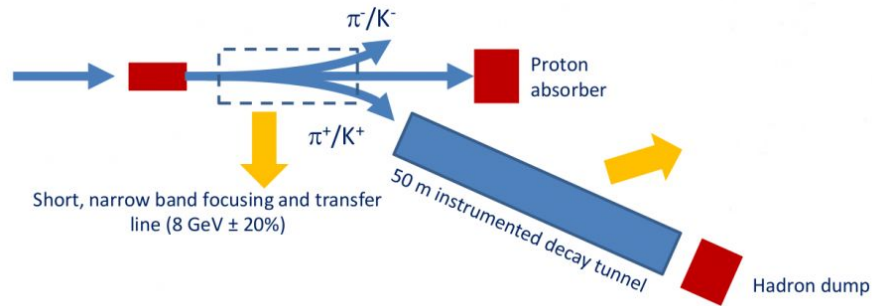 π⁻/K⁻
Proton
absorber
π⁺/K⁺
50 m instrumented decay tunnel
Short, narrow band focusing and transfer
line (8 GeV ± 20%)
Hadron dump